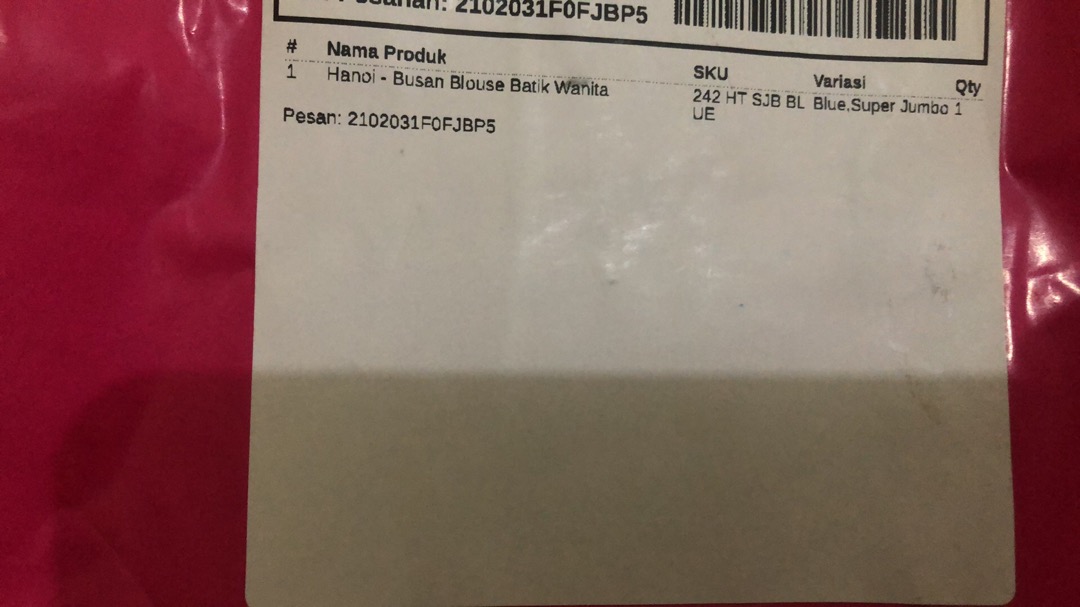 2102031F0FJBP5
# Nama Produk SKU Variasi Qty
1 Hanoi - Busan Blouse Batik Wanita 242 HT SJB BL Blue,Super Jumbo 1
UE
Pesan: 2102031F0FJBP5